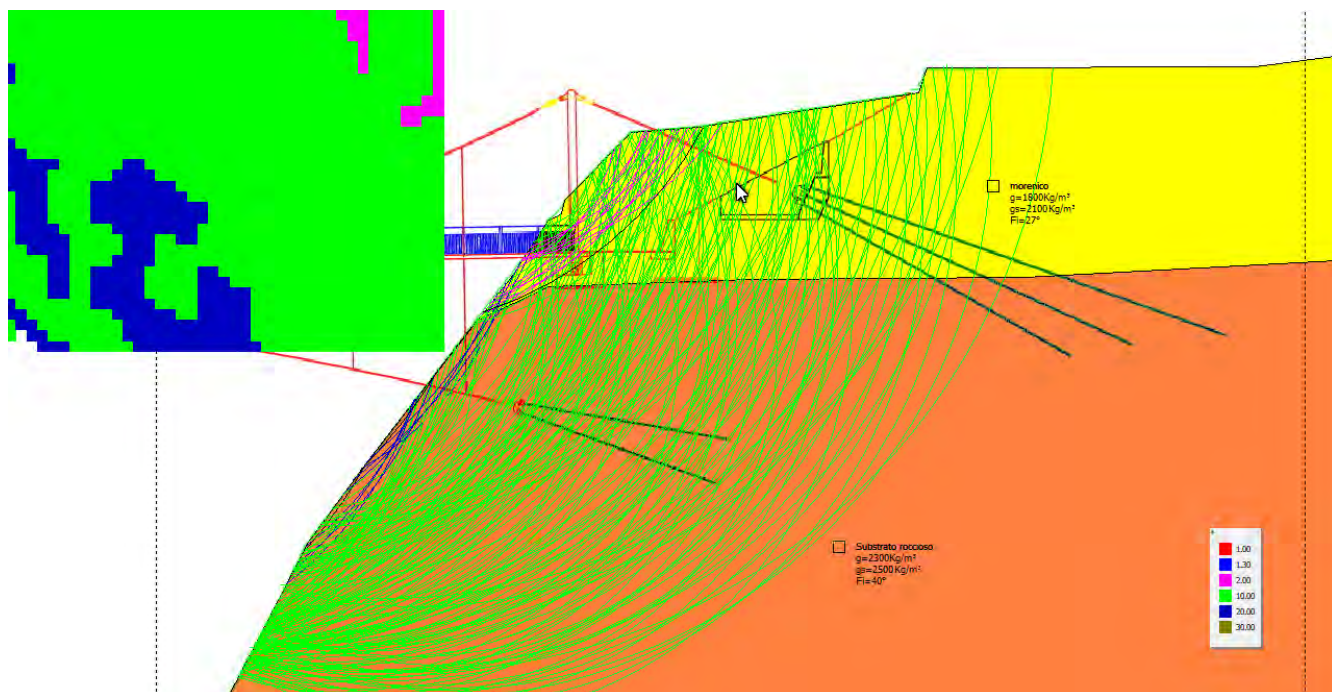 morenico
g=1800Kg/m³
gs=2100Kg/m³
Fi=27°
Substrato roccioso
g=2300Kg/m³
gs=2500Kg/m³
Fi=40°
1.00
1.30
2.00
10.00
20.00
30.00